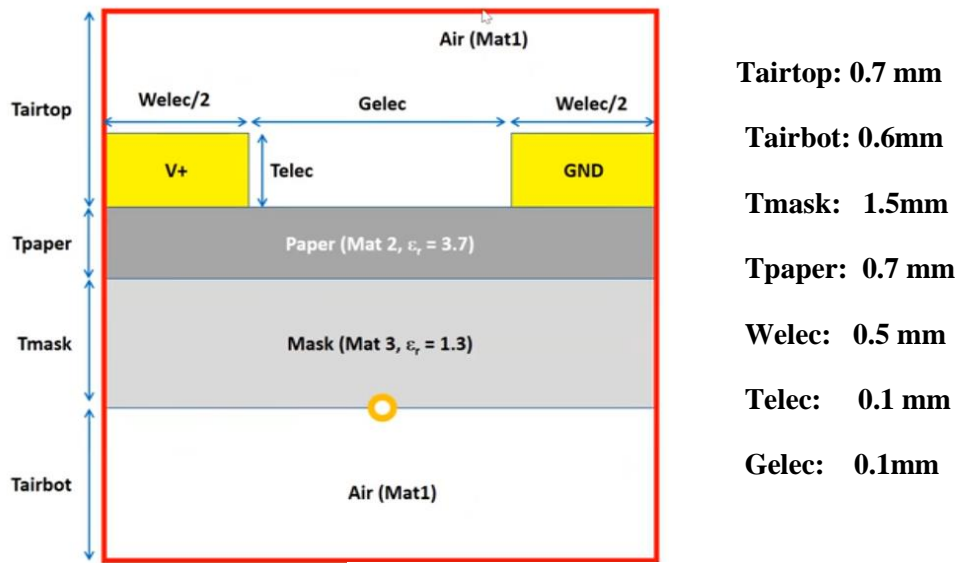 Air (Mat1)
Tairtop
Welec/2
Gelec
Welec/2
V+
Telec
GND
Tpaper
Paper (Mat 2, εr = 3.7)
Tmask
Mask (Mat 3, εr = 1.3)
Tairbot
Air (Mat1)
Tairtop: 0.7 mm
Tairbot: 0.6mm
Tmask: 1.5mm
Tpaper: 0.7 mm
Welec: 0.5 mm
Telec: 0.1 mm
Gelec: 0.1mm